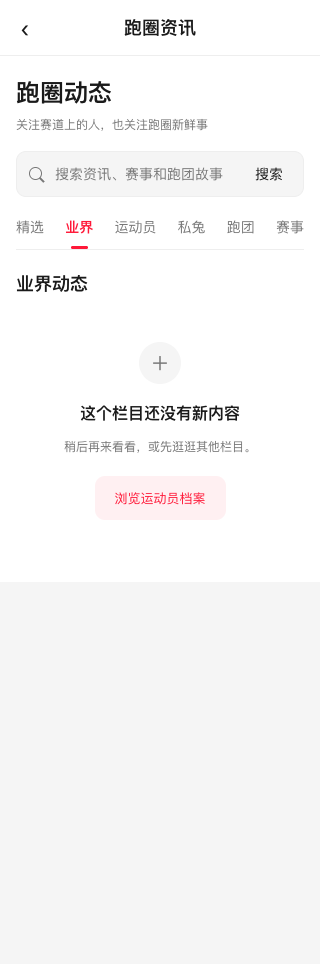 跑圈资讯
跑圈动态
关注赛道上的人，也关注跑圈新鲜事
搜索资讯、赛事和跑团故事 搜索
精选 业界 运动员 私兔 跑团 赛事
业界动态
这个栏目还没有新内容
稍后再来看看，或先逛逛其他栏目。
浏览运动员档案